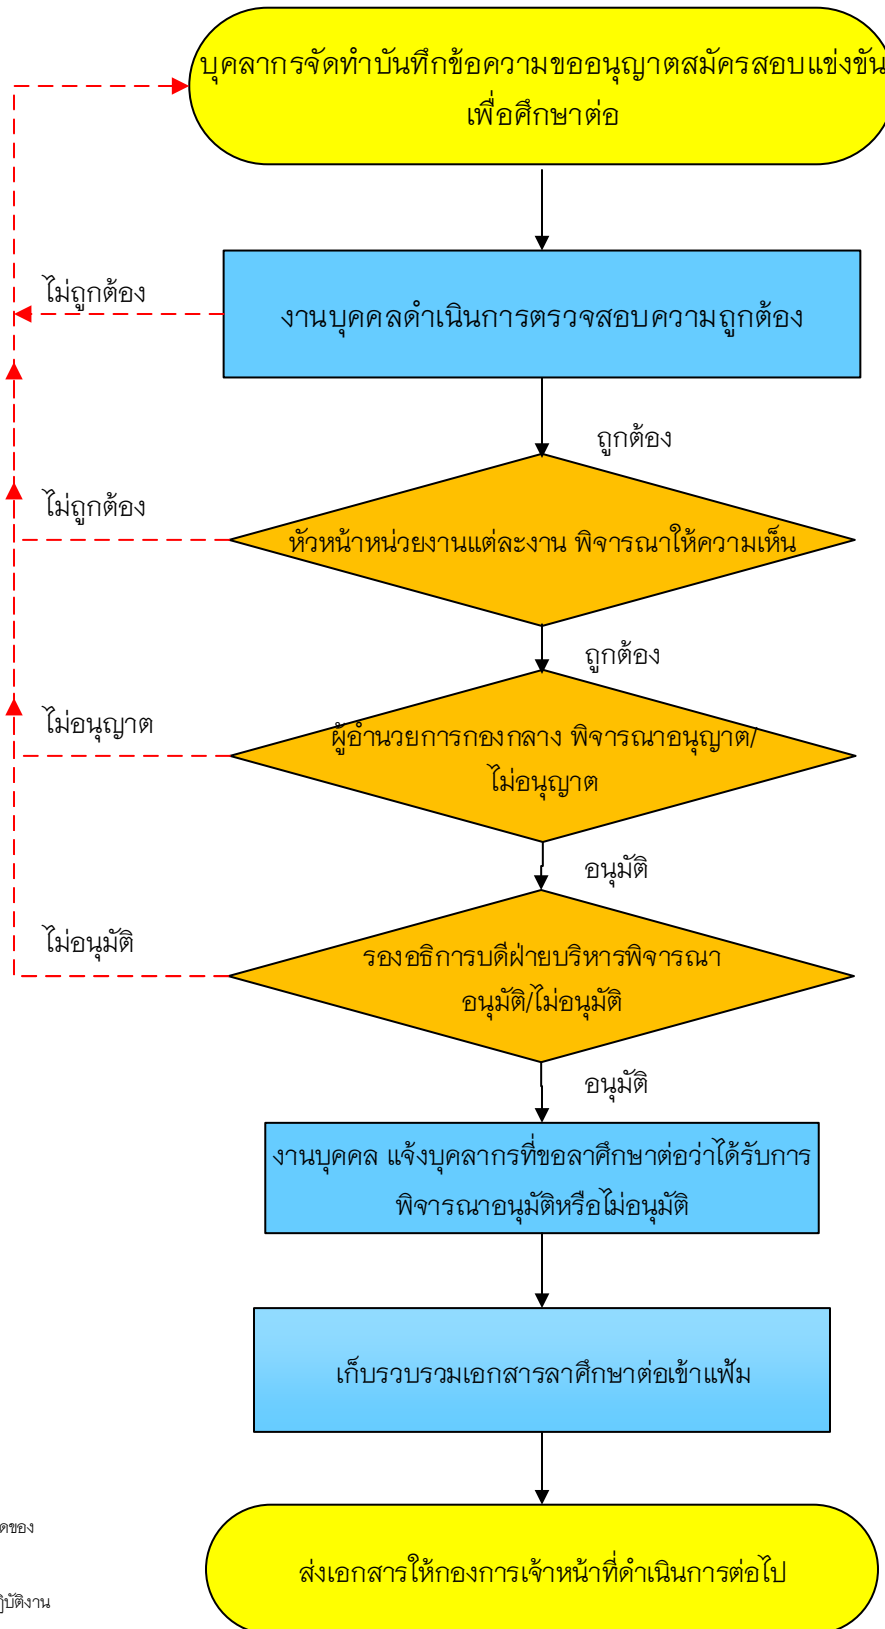 บุคลากรจัดทำบันทึกข้อความขออนุญาตสมัครสอบแข่งขัน
เพื่อศึกษาต่อ
ไม่ถูกต้อง
งานบุคคลดำเนินการตรวจสอบความถูกต้อง
ถูกต้อง
ไม่ถูกต้อง
หัวหน้าหน่วยงานแต่ละงาน พิจารณาให้ความเห็น
ถูกต้อง
ไม่อนุญาต
ผู้อำนวยการกองกลาง พิจารณาอนุญาต/
ไม่อนุญาต
อนุมัติ
ไม่อนุมัติ
รองอธิการบดีฝ่ายบริหารพิจารณา
อนุมัติ/ไม่อนุมัติ
อนุมัติ
งานบุคคล แจ้งบุคลากรที่ขอลาศึกษาต่อว่าได้รับการ
พิจารณาอนุมัติหรือไม่อนุมัติ
เก็บรวบรวมเอกสารลาศึกษาต่อเข้าแฟ้ม
ส่งเอกสารให้กองการเจ้าหน้าที่ดำเนินการต่อไป